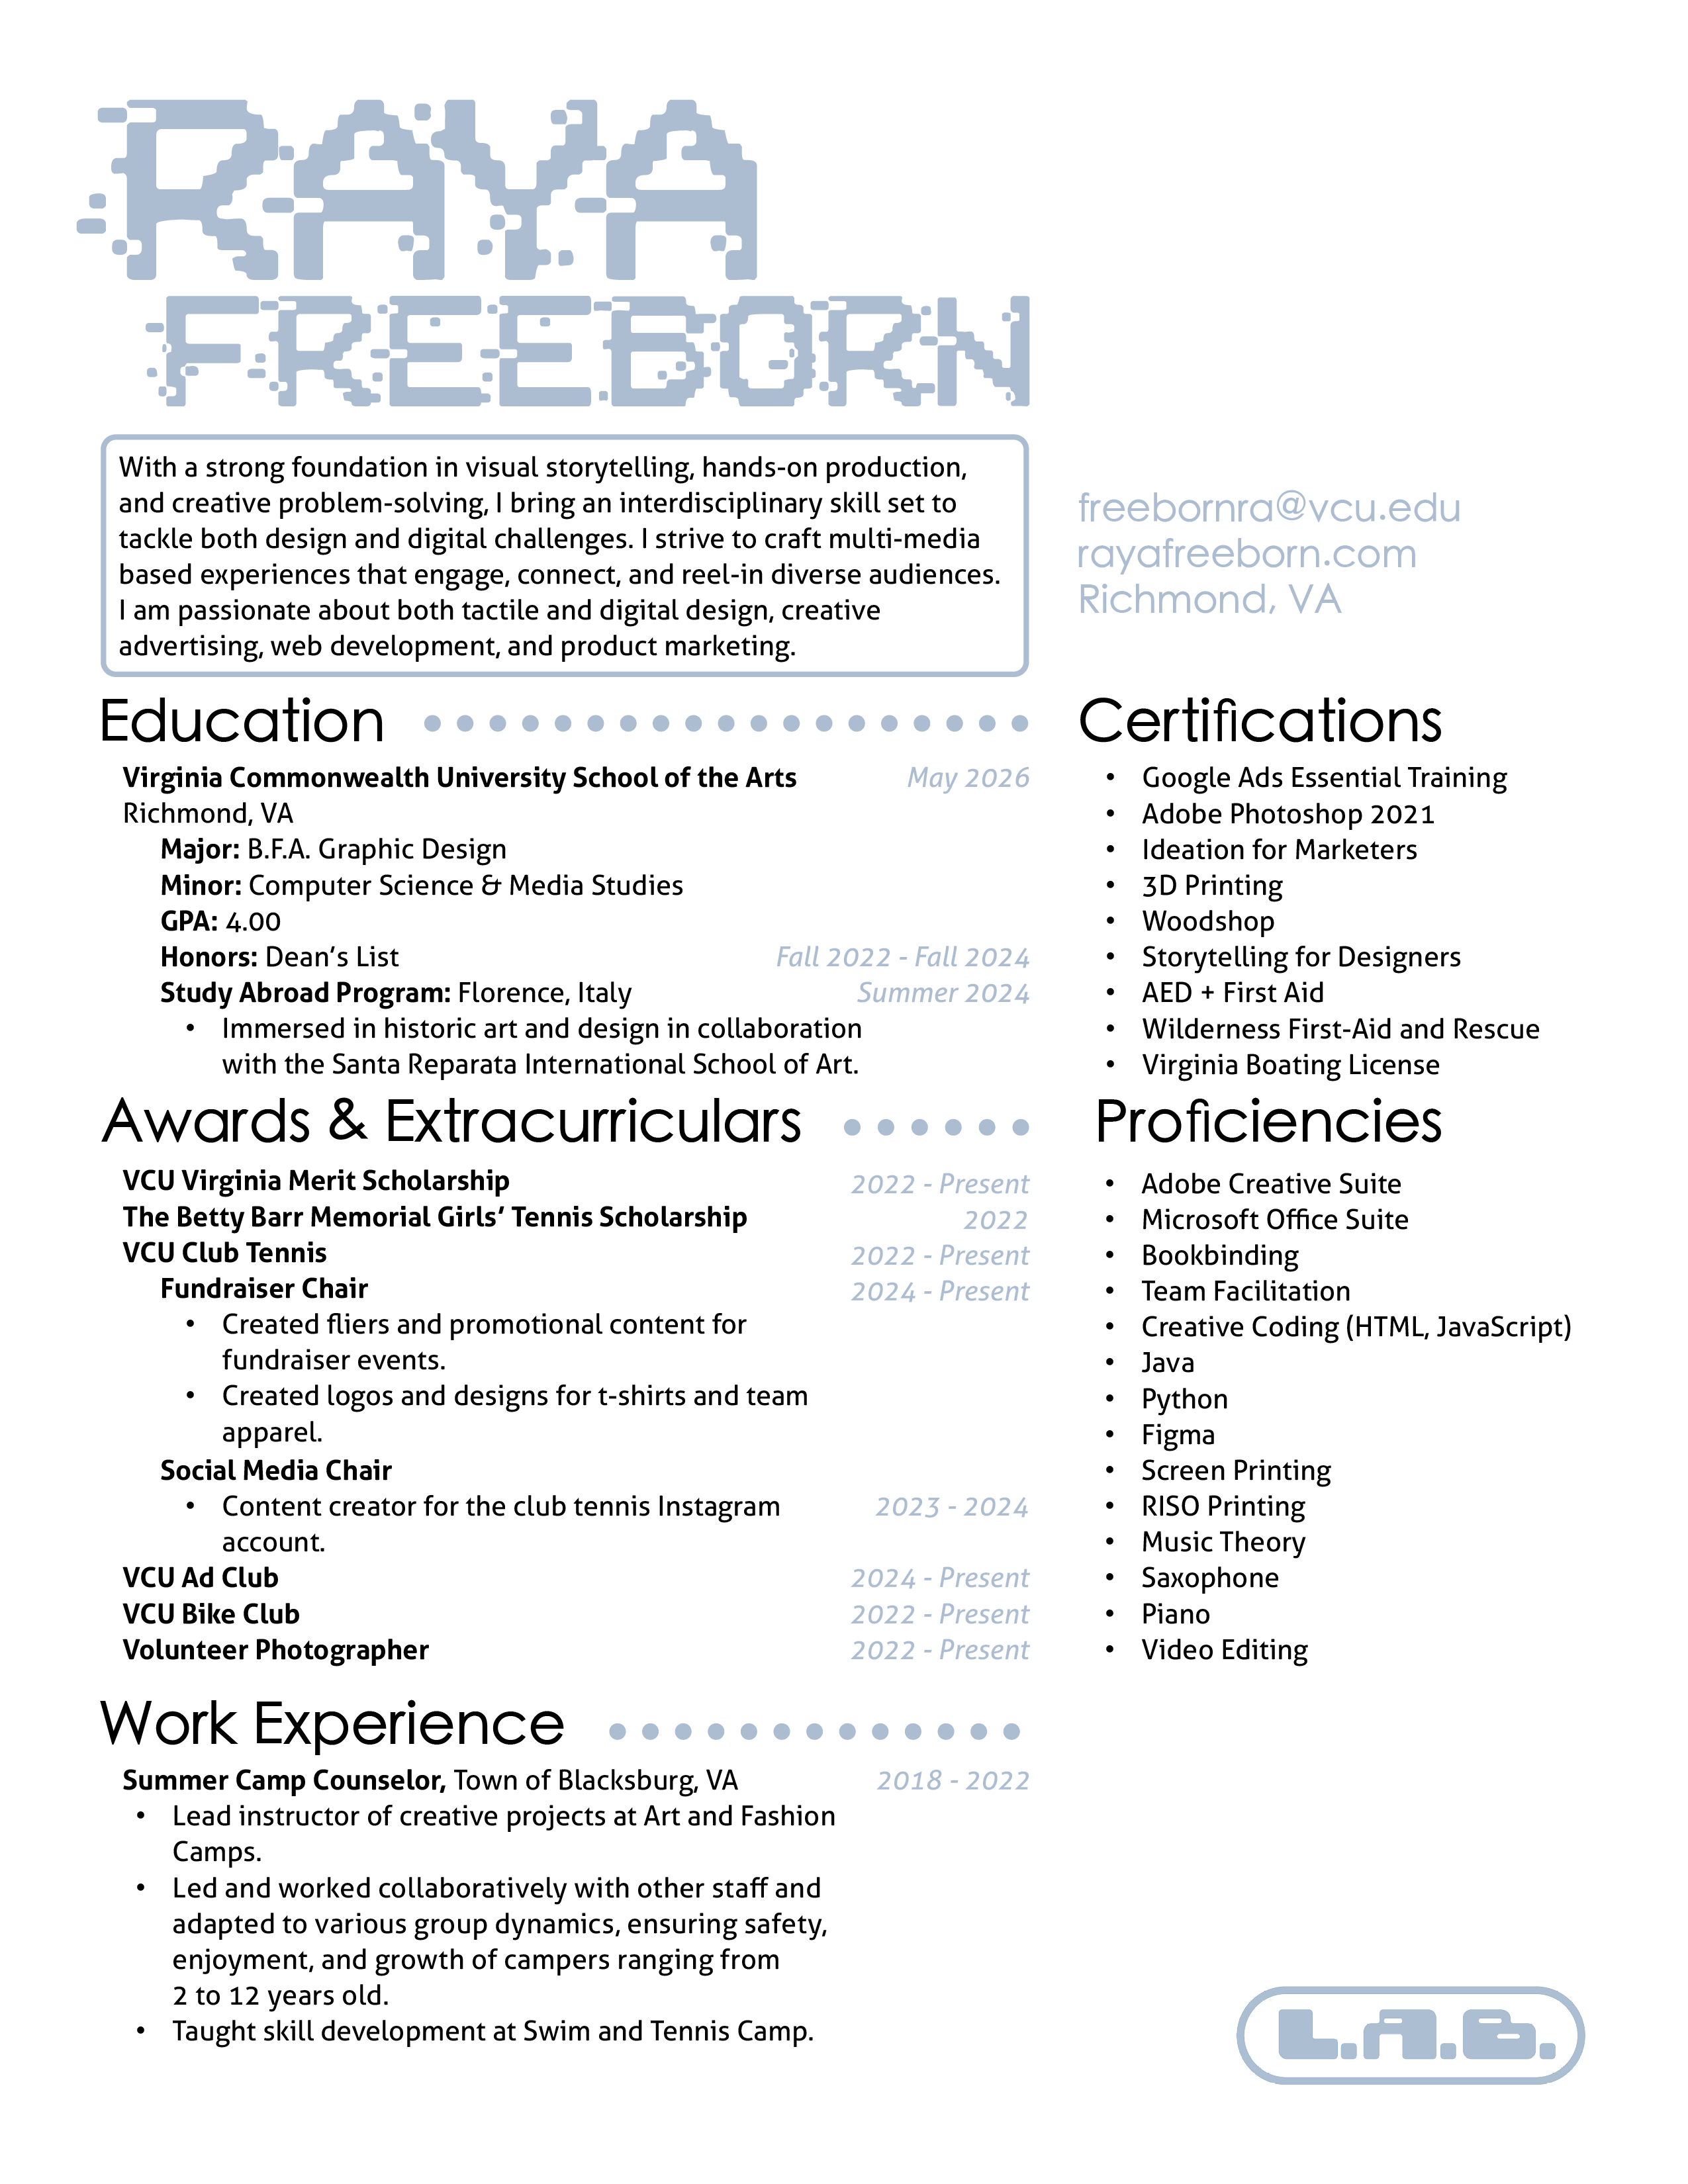 RAYA
FREEBORN
With a strong foundation in visual storytelling, hands-on production,
and creative problem-solving, I bring an interdisciplinary skill set to
tackle both design and digital challenges. I strive to craft multi-media
based experiences that engage, connect, and reel-in diverse audiences.
I am passionate about both tactile and digital design, creative
advertising, web development, and product marketing.
freebornra@vcu.edu
rayafreeborn.com
Richmond, VA
Education
Virginia Commonwealth University School of the Arts May 2026
Richmond, VA
Major: B.F.A. Graphic Design
Minor: Computer Science & Media Studies
GPA: 4.00
Honors: Dean’s List Fall 2022 - Fall 2024
Study Abroad Program: Florence, Italy Summer 2024
• Immersed in historic art and design in collaboration
with the Santa Reparata International School of Art.
Awards & Extracurriculars
VCU Virginia Merit Scholarship 2022 - Present
The Betty Barr Memorial Girls’ Tennis Scholarship 2022
VCU Club Tennis 2022 - Present
Fundraiser Chair 2024 - Present
• Created fliers and promotional content for
fundraiser events.
• Created logos and designs for t-shirts and team
apparel.
Social Media Chair
• Content creator for the club tennis Instagram 2023 - 2024
account.
VCU Ad Club 2024 - Present
VCU Bike Club 2022 - Present
Volunteer Photographer 2022 - Present
Work Experience
Summer Camp Counselor, Town of Blacksburg, VA 2018 - 2022
• Lead instructor of creative projects at Art and Fashion
Camps.
• Led and worked collaboratively with other staff and
adapted to various group dynamics, ensuring safety,
enjoyment, and growth of campers ranging from
2 to 12 years old.
• Taught skill development at Swim and Tennis Camp.
Certifications
• Google Ads Essential Training
• Adobe Photoshop 2021
• Ideation for Marketers
• 3D Printing
• Woodshop
• Storytelling for Designers
• AED + First Aid
• Wilderness First-Aid and Rescue
• Virginia Boating License
Proficiencies
• Adobe Creative Suite
• Microsoft Office Suite
• Bookbinding
• Team Facilitation
• Creative Coding (HTML, JavaScript)
• Java
• Python
• Figma
• Screen Printing
• RISO Printing
• Music Theory
• Saxophone
• Piano
• Video Editing
L.A.B.